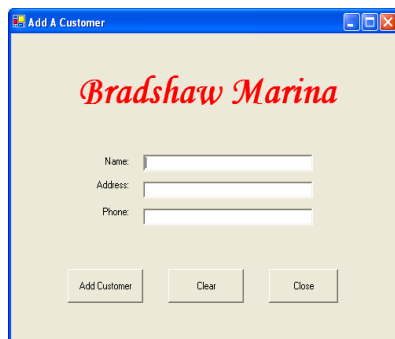 Add A Customer
Bradshaw Marina
Name:
Address:
Phone:
Add Customer Clear Close